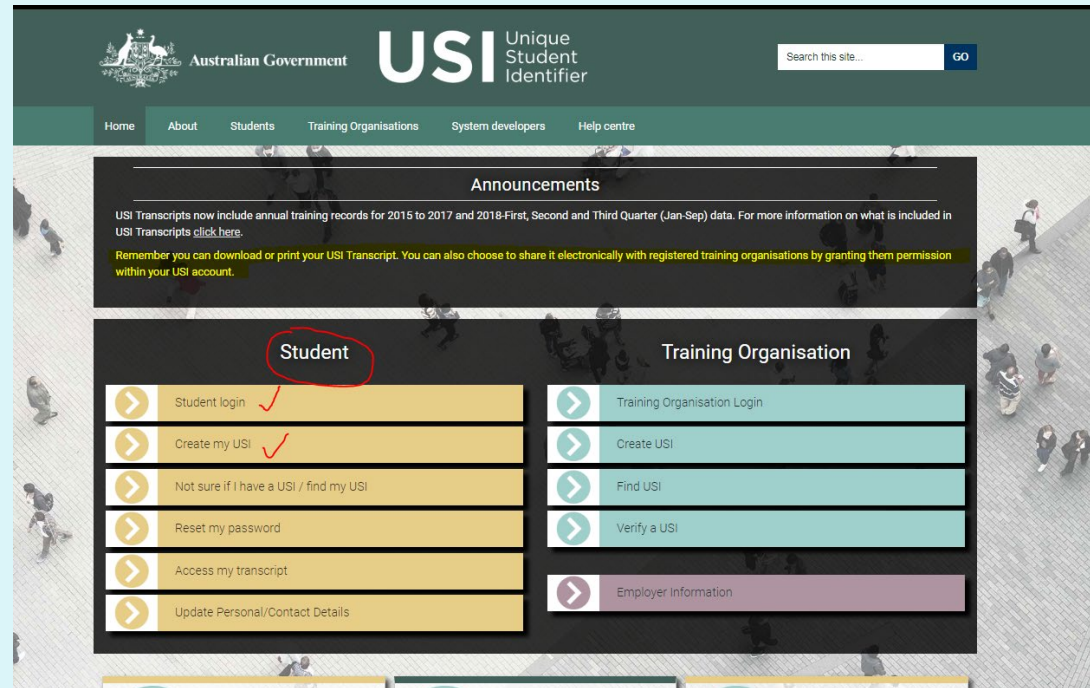 Australian Government
USI
Unique
Student
Identifier
Search this site...
GO
Home About Students Training Organisations System developers Help centre
Announcements
USI Transcripts now include annual training records for 2015 to 2017 and 2018-First, Second and Third Quarter (Jan-Sep) data. For more information on what is included in
USI Transcripts click here.
Remember you can download or print your USI Transcript. You can also choose to share it electronically with registered training organisations by granting them permission
within your USI account.
Student
Student login
Create my USI
Not sure if I have a USI / find my USI
Reset my password
Access my transcript
Update Personal/Contact Details
Training Organisation
Training Organisation Login
Create USI
Find USI
Verify a USI
Employer Information